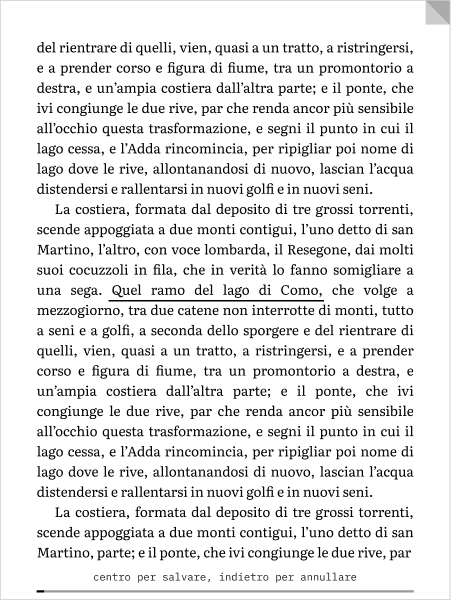 del rientrare di quelli, vien, quasi a un tratto, a ristringersi,
e a prender corso e figura di fiume, tra un promontorio a
destra, e un'ampia costiera dall'altra parte; e il ponte, che
ivi congiunge le due rive, par che renda ancor più sensibile
all'occhio questa trasformazione, e segni il punto in cui il
lago cessa, e l'Adda rincomincia, per ripigliar poi nome di
lago dove le rive, allontanandosi di nuovo, lascian l'acqua
distendersi e rallentarsi in nuovi golfi e in nuovi seni.
La costiera, formata dal deposito di tre grossi torrenti,
scende appoggiata a due monti contigui, l'uno detto di san
Martino, l'altro, con voce lombarda, il Resegone, dai molti
suoi cocuzzoli in fila, che in verità lo fanno somigliare a
una sega. Quel ramo del lago di Como, che volge a
mezzogiorno, tra due catene non interrotte di monti, tutto
a seni e a golfi, a seconda dello sporgere e del rientrare di
quelli, vien, quasi a un tratto, a ristringersi, e a prender
corso e figura di fiume, tra un promontorio a destra, e
un'ampia costiera dall'altra parte; e il ponte, che ivi
congiunge le due rive, par che renda ancor più sensibile
all'occhio questa trasformazione, e segni il punto in cui il
lago cessa, e l'Adda rincomincia, per ripigliar poi nome di
lago dove le rive, allontanandosi di nuovo, lascian l'acqua
distendersi e rallentarsi in nuovi golfi e in nuovi seni.
La costiera, formata dal deposito di tre grossi torrenti,
scende appoggiata a due monti contigui, l'uno detto di san
Martino, parte; e il ponte, che ivi congiunge le due rive, par
centro per salvare, indietro per annullare